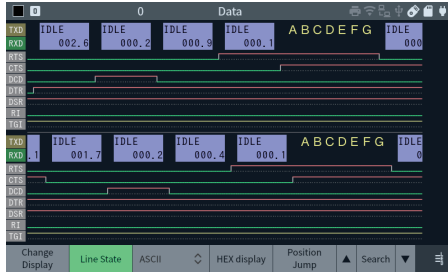 0 0 Data
TXD IDLE IDLE IDLE IDLE A B C D E F G IDLE
RXD 002.6 000.2 000.9 000.1 000
RTS
CTS
DCD
DTR
DSR
RI
TGI
TXD IDLE IDLE IDLE IDLE A B C D E F G IDLE
RXD .1 001.7 000.2 000.4 000.1 0
RTS
CTS
DCD
DTR
DSR
RI
TGI
Change Display Line State ASCII HEX display Position Jump ▲ Search ▼